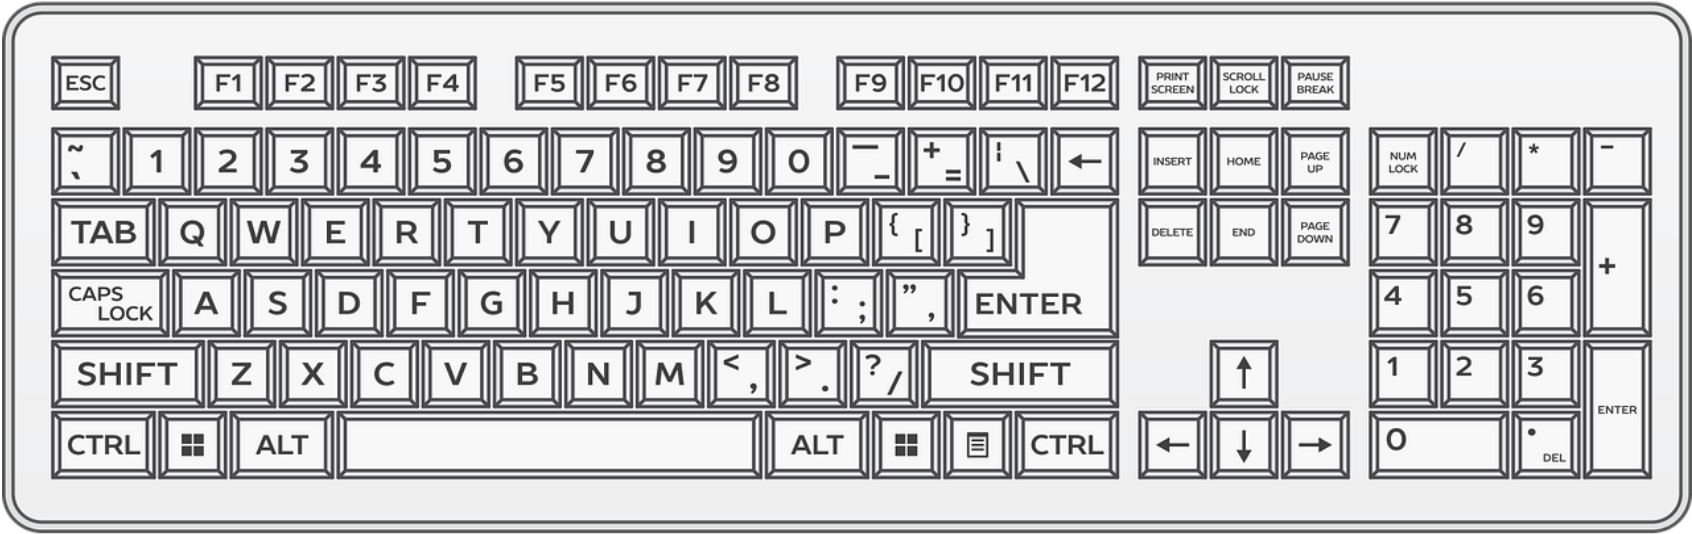 ESC F1 F2 F3 F4 F5 F6 F7 F8 F9 F10 F11 F12 PRINT SCREEN SCROLL LOCK PAUSE BREAK
~ ` 1 2 3 4 5 6 7 8 9 0 — - + = ¦ \ ← INSERT HOME PAGE UP NUM LOCK / * -
TAB Q W E R T Y U I O P { [ } ] DELETE END PAGE DOWN 7 8 9 +
CAPS LOCK A S D F G H J K L : ; ” , ENTER 4 5 6
SHIFT Z X C V B N M < , > . ? / SHIFT ↑ 1 2 3 ENTER
CTRL ALT ALT CTRL ← ↓ → 0 • DEL